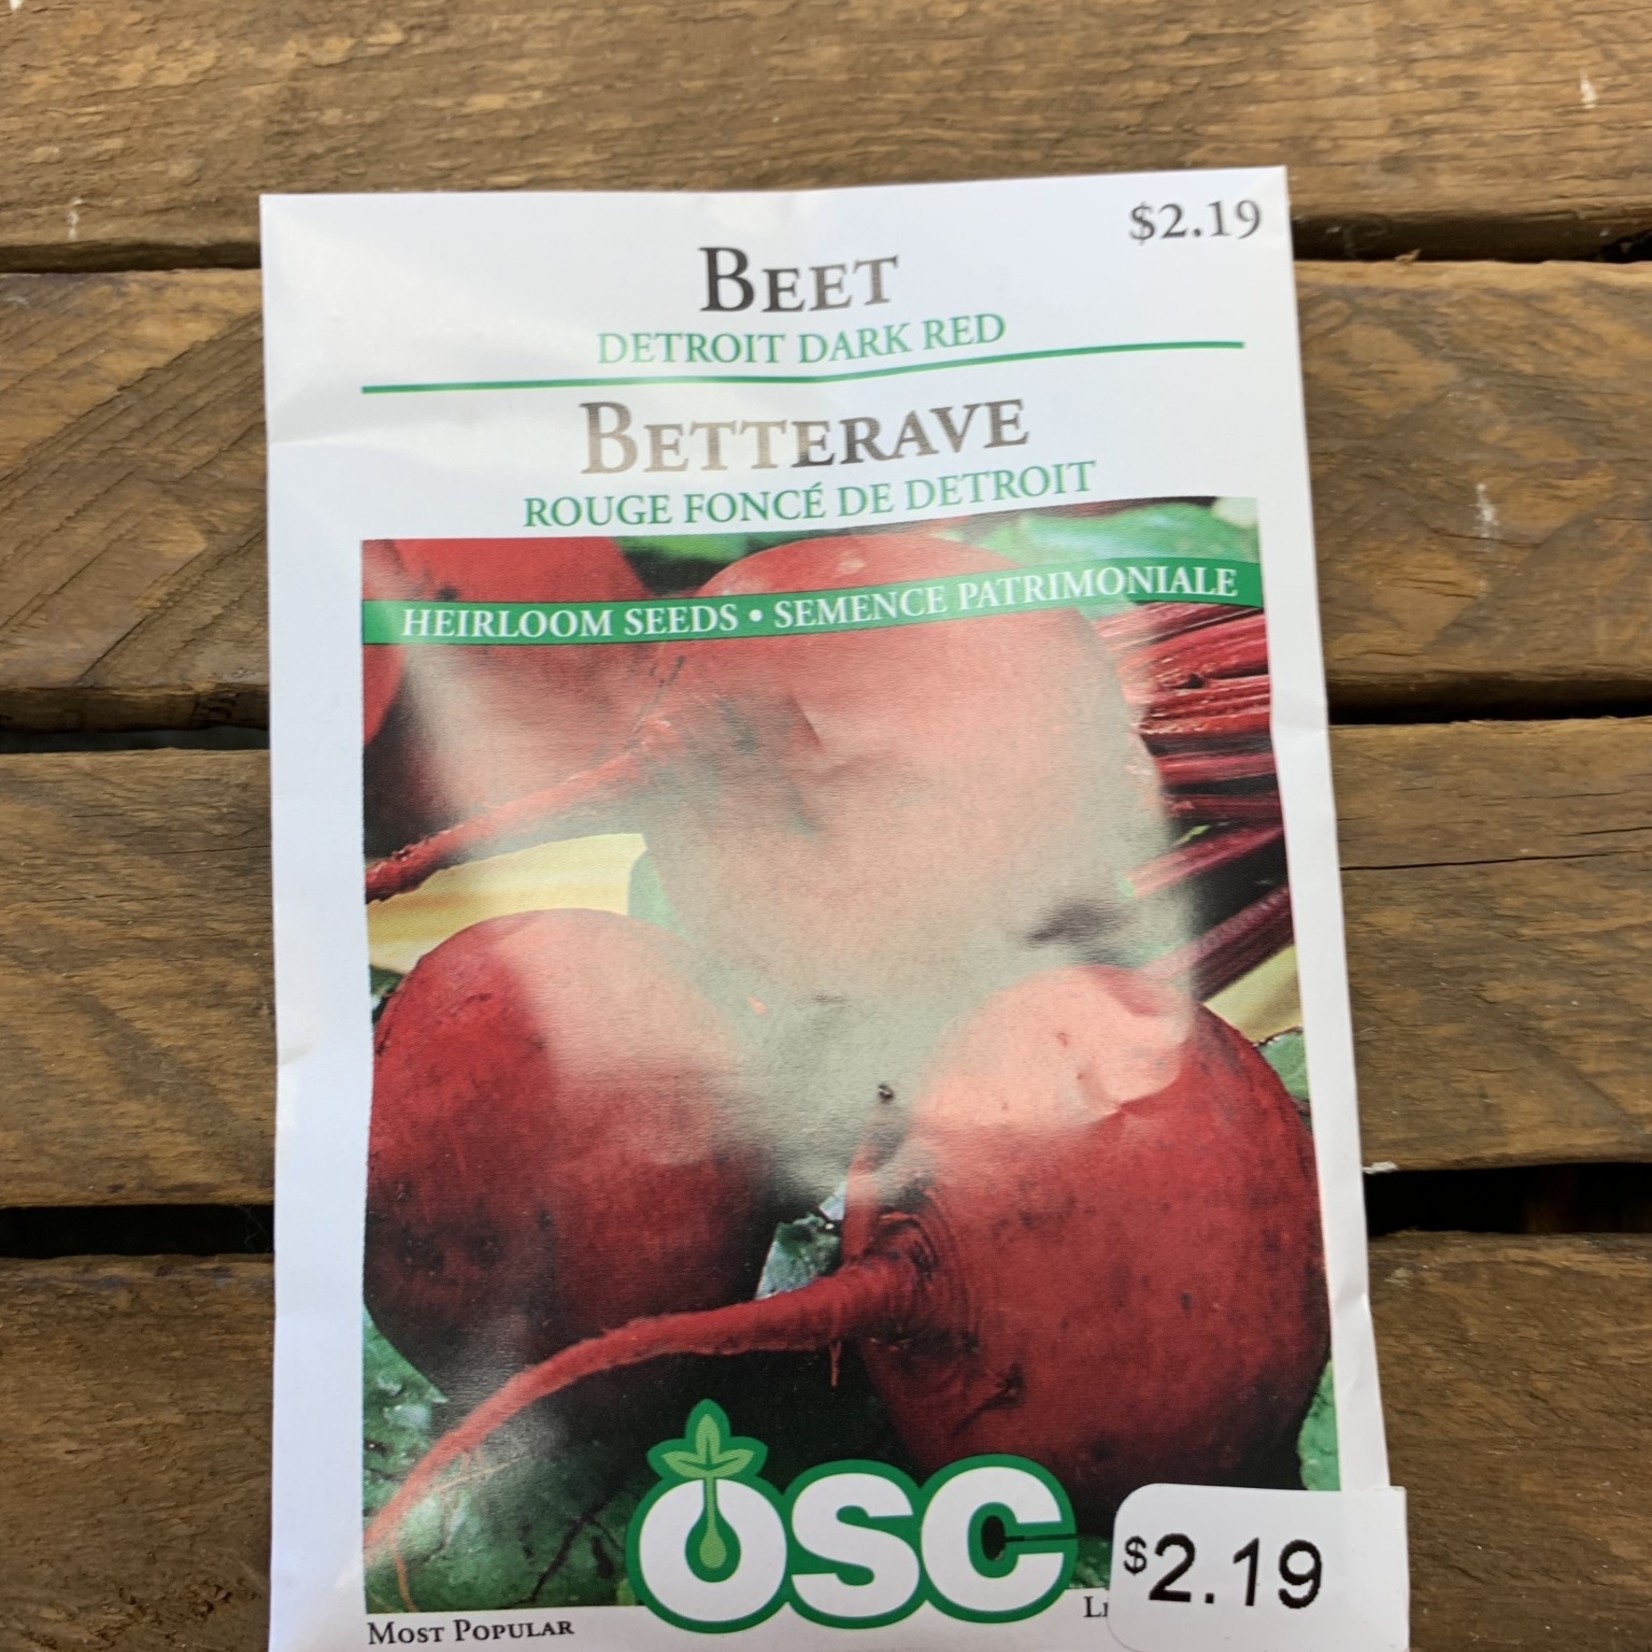 $2.19
BEET
DETROIT DARK RED
BETTERAVE
ROUGE FONCÉ DE DETROIT
HEIRLOOM SEEDS • SEMENCE PATRIMONIALE
OSC
$2.19
MOST POPULAR